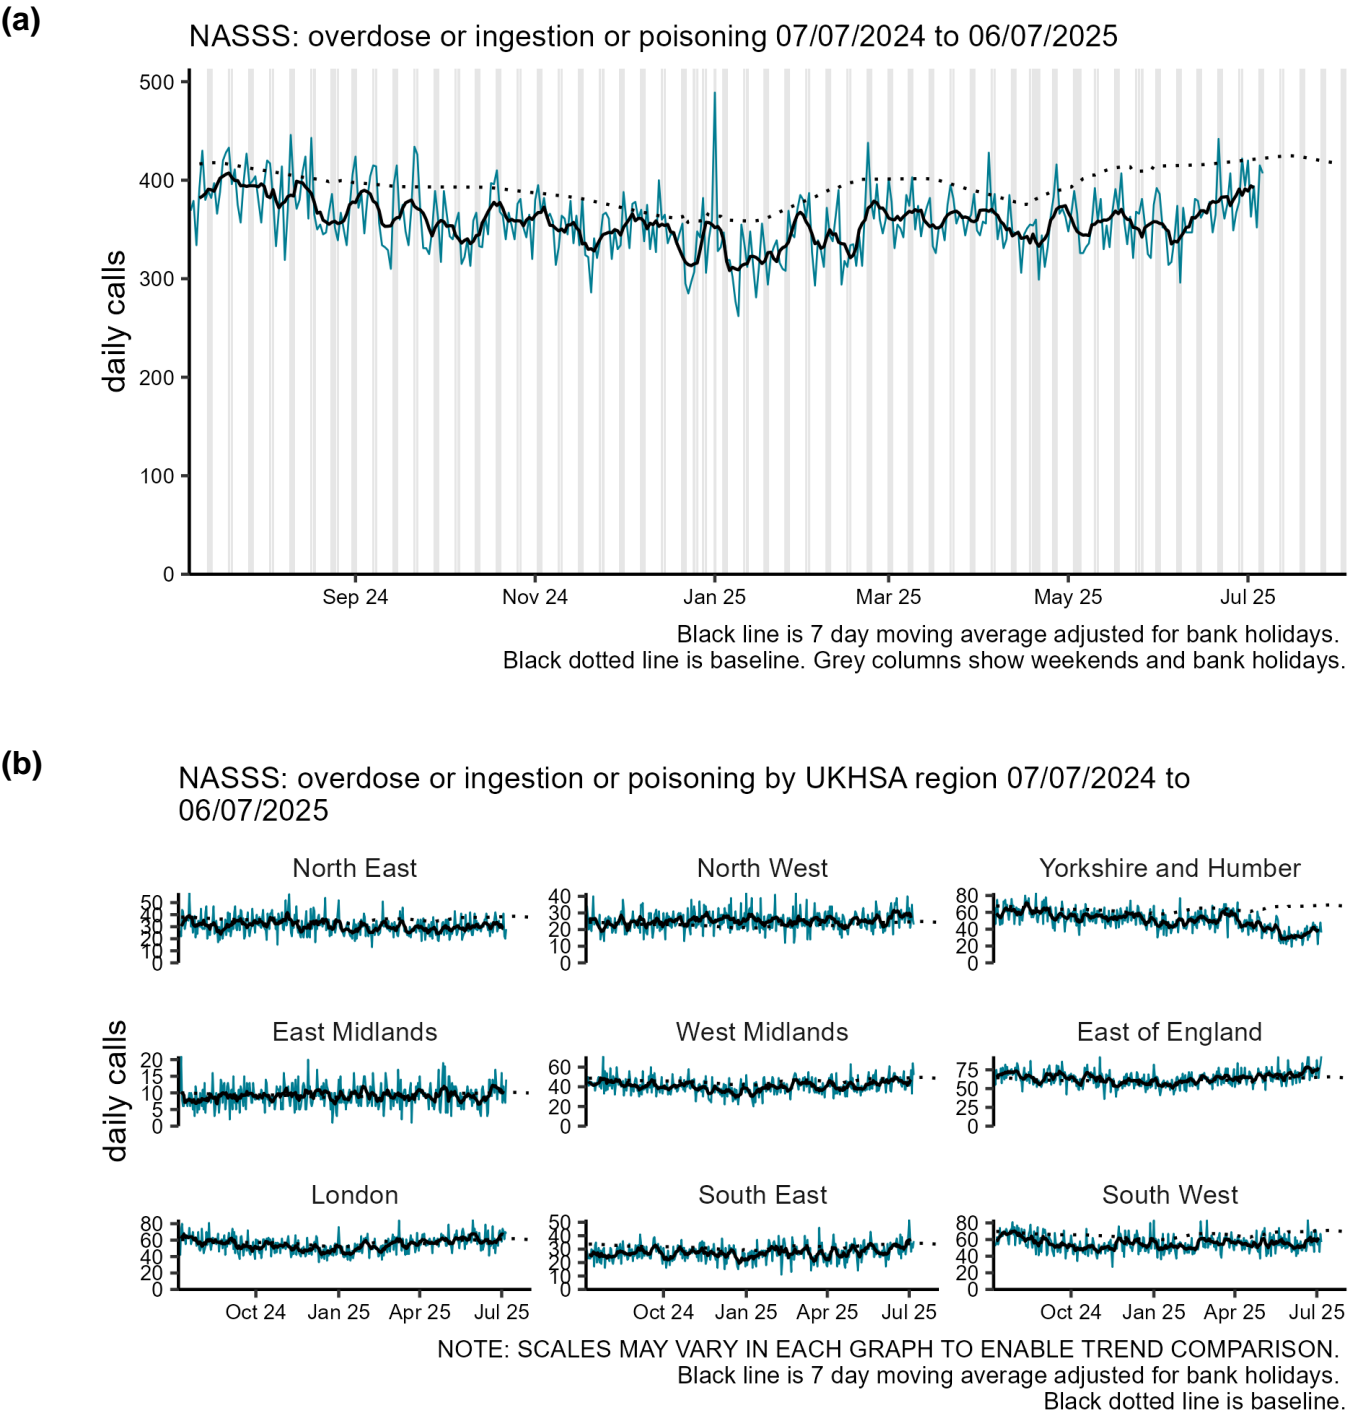 (a)
NASSS: overdose or ingestion or poisoning 07/07/2024 to 06/07/2025
daily calls
500
400
300
200
100
0
Sep 24 Nov 24 Jan 25 Mar 25 May 25 Jul 25
Black line is 7 day moving average adjusted for bank holidays.
Black dotted line is baseline. Grey columns show weekends and bank holidays.
(b)
NASSS: overdose or ingestion or poisoning by UKHSA region 07/07/2024 to
06/07/2025
daily calls
North East
50
40
30
20
10
0
North West
40
30
20
10
0
Yorkshire and Humber
80
60
40
20
0
East Midlands
20
15
10
5
0
West Midlands
60
40
20
0
East of England
75
50
25
0
London
80
60
40
20
0
South East
50
40
30
20
10
0
South West
80
60
40
20
0
Oct 24 Jan 25 Apr 25 Jul 25
Oct 24 Jan 25 Apr 25 Jul 25
Oct 24 Jan 25 Apr 25 Jul 25
NOTE: SCALES MAY VARY IN EACH GRAPH TO ENABLE TREND COMPARISON.
Black line is 7 day moving average adjusted for bank holidays.
Black dotted line is baseline.